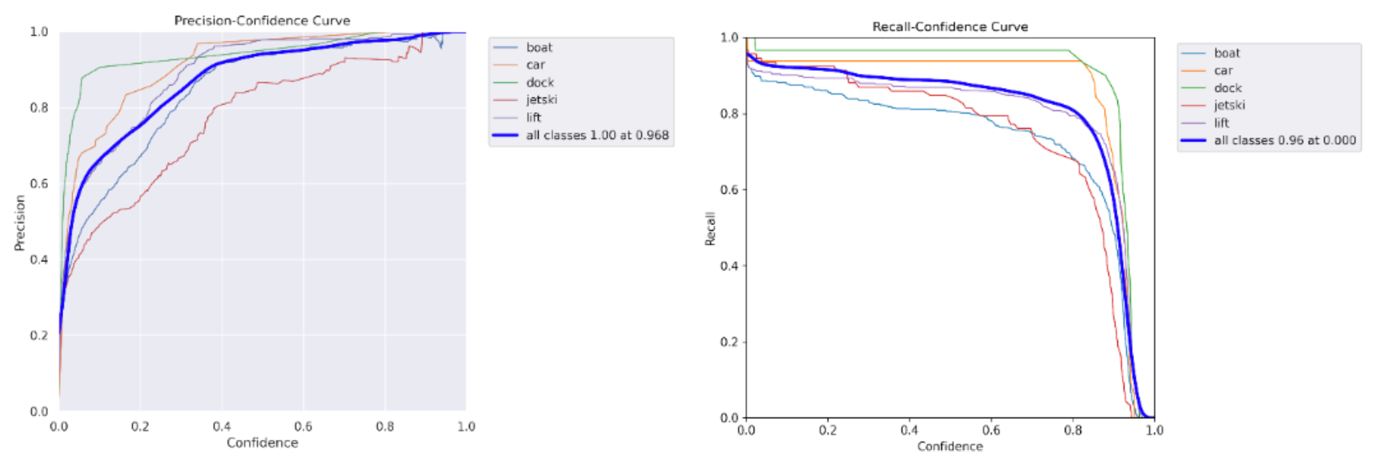 Precision-Confidence Curve
1.0
0.8
0.6
0.4
0.2
0.0
Precision
0.0 0.2 0.4 0.6 0.8 1.0
Confidence
boat
car
dock
jetski
lift
all classes 1.00 at 0.968
Recall-Confidence Curve
1.0
0.8
0.6
0.4
0.2
0.0
Recall
0.0 0.2 0.4 0.6 0.8 1.0
Confidence
boat
car
dock
jetski
lift
all classes 0.96 at 0.000